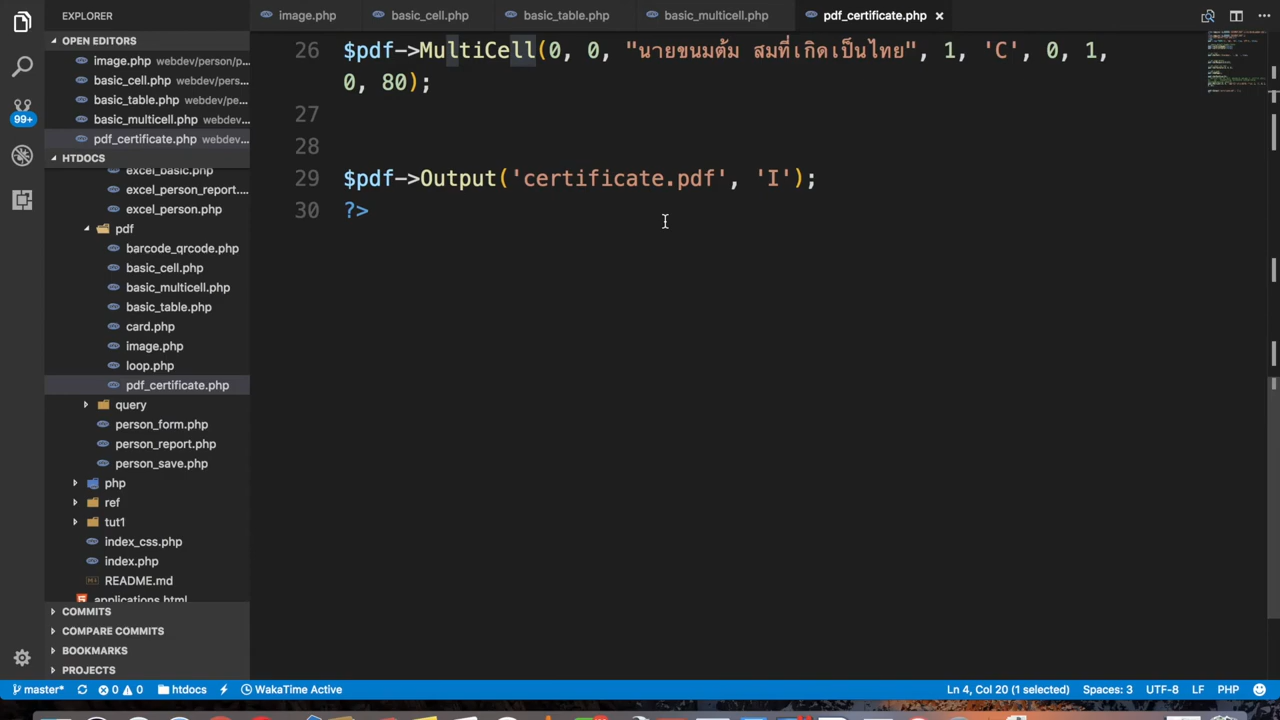 EXPLORER
image.php
basic_cell.php
basic_table.php
basic_multicell.php
pdf_certificate.php
OPEN EDITORS
image.php webdev/person/p...
basic_cell.php webdev/pers...
basic_table.php webdev/pe...
basic_multicell.php webdev...
pdf_certificate.php webdev...
HTDOCS
excel_basic.php
excel_person_report....
excel_person.php
pdf
barcode_qrcode.php
basic_cell.php
basic_multicell.php
basic_table.php
card.php
image.php
loop.php
pdf_certificate.php
query
person_form.php
person_report.php
person_save.php
php
ref
tut1
index_css.php
index.php
README.md
applications.html
COMMITS
COMPARE COMMITS
BOOKMARKS
PROJECTS
99+
26 $pdf->MultiCell(0, 0, "นายขนมต้ม สมที่เกิดเป็นไทย", 1, 'C', 0, 1,
0, 80);
27
28
29 $pdf->Output('certificate.pdf', 'I');
30 ?>
master* 0 0 htdocs WakaTime Active
Ln 4, Col 20 (1 selected) Spaces: 3 UTF-8 LF PHP